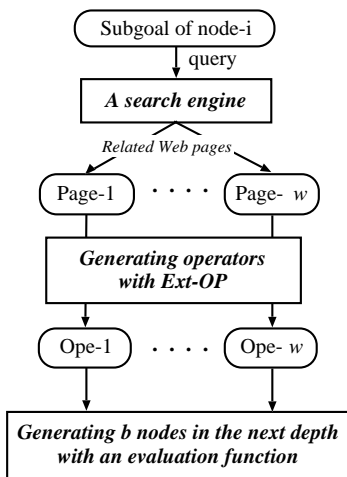 Subgoal of node-i
query
A search engine
Related Web pages
Page-1 . . . . Page- w
Generating operators
with Ext-OP
Ope-1 . . . . Ope- w
Generating b nodes in the next depth
with an evaluation function